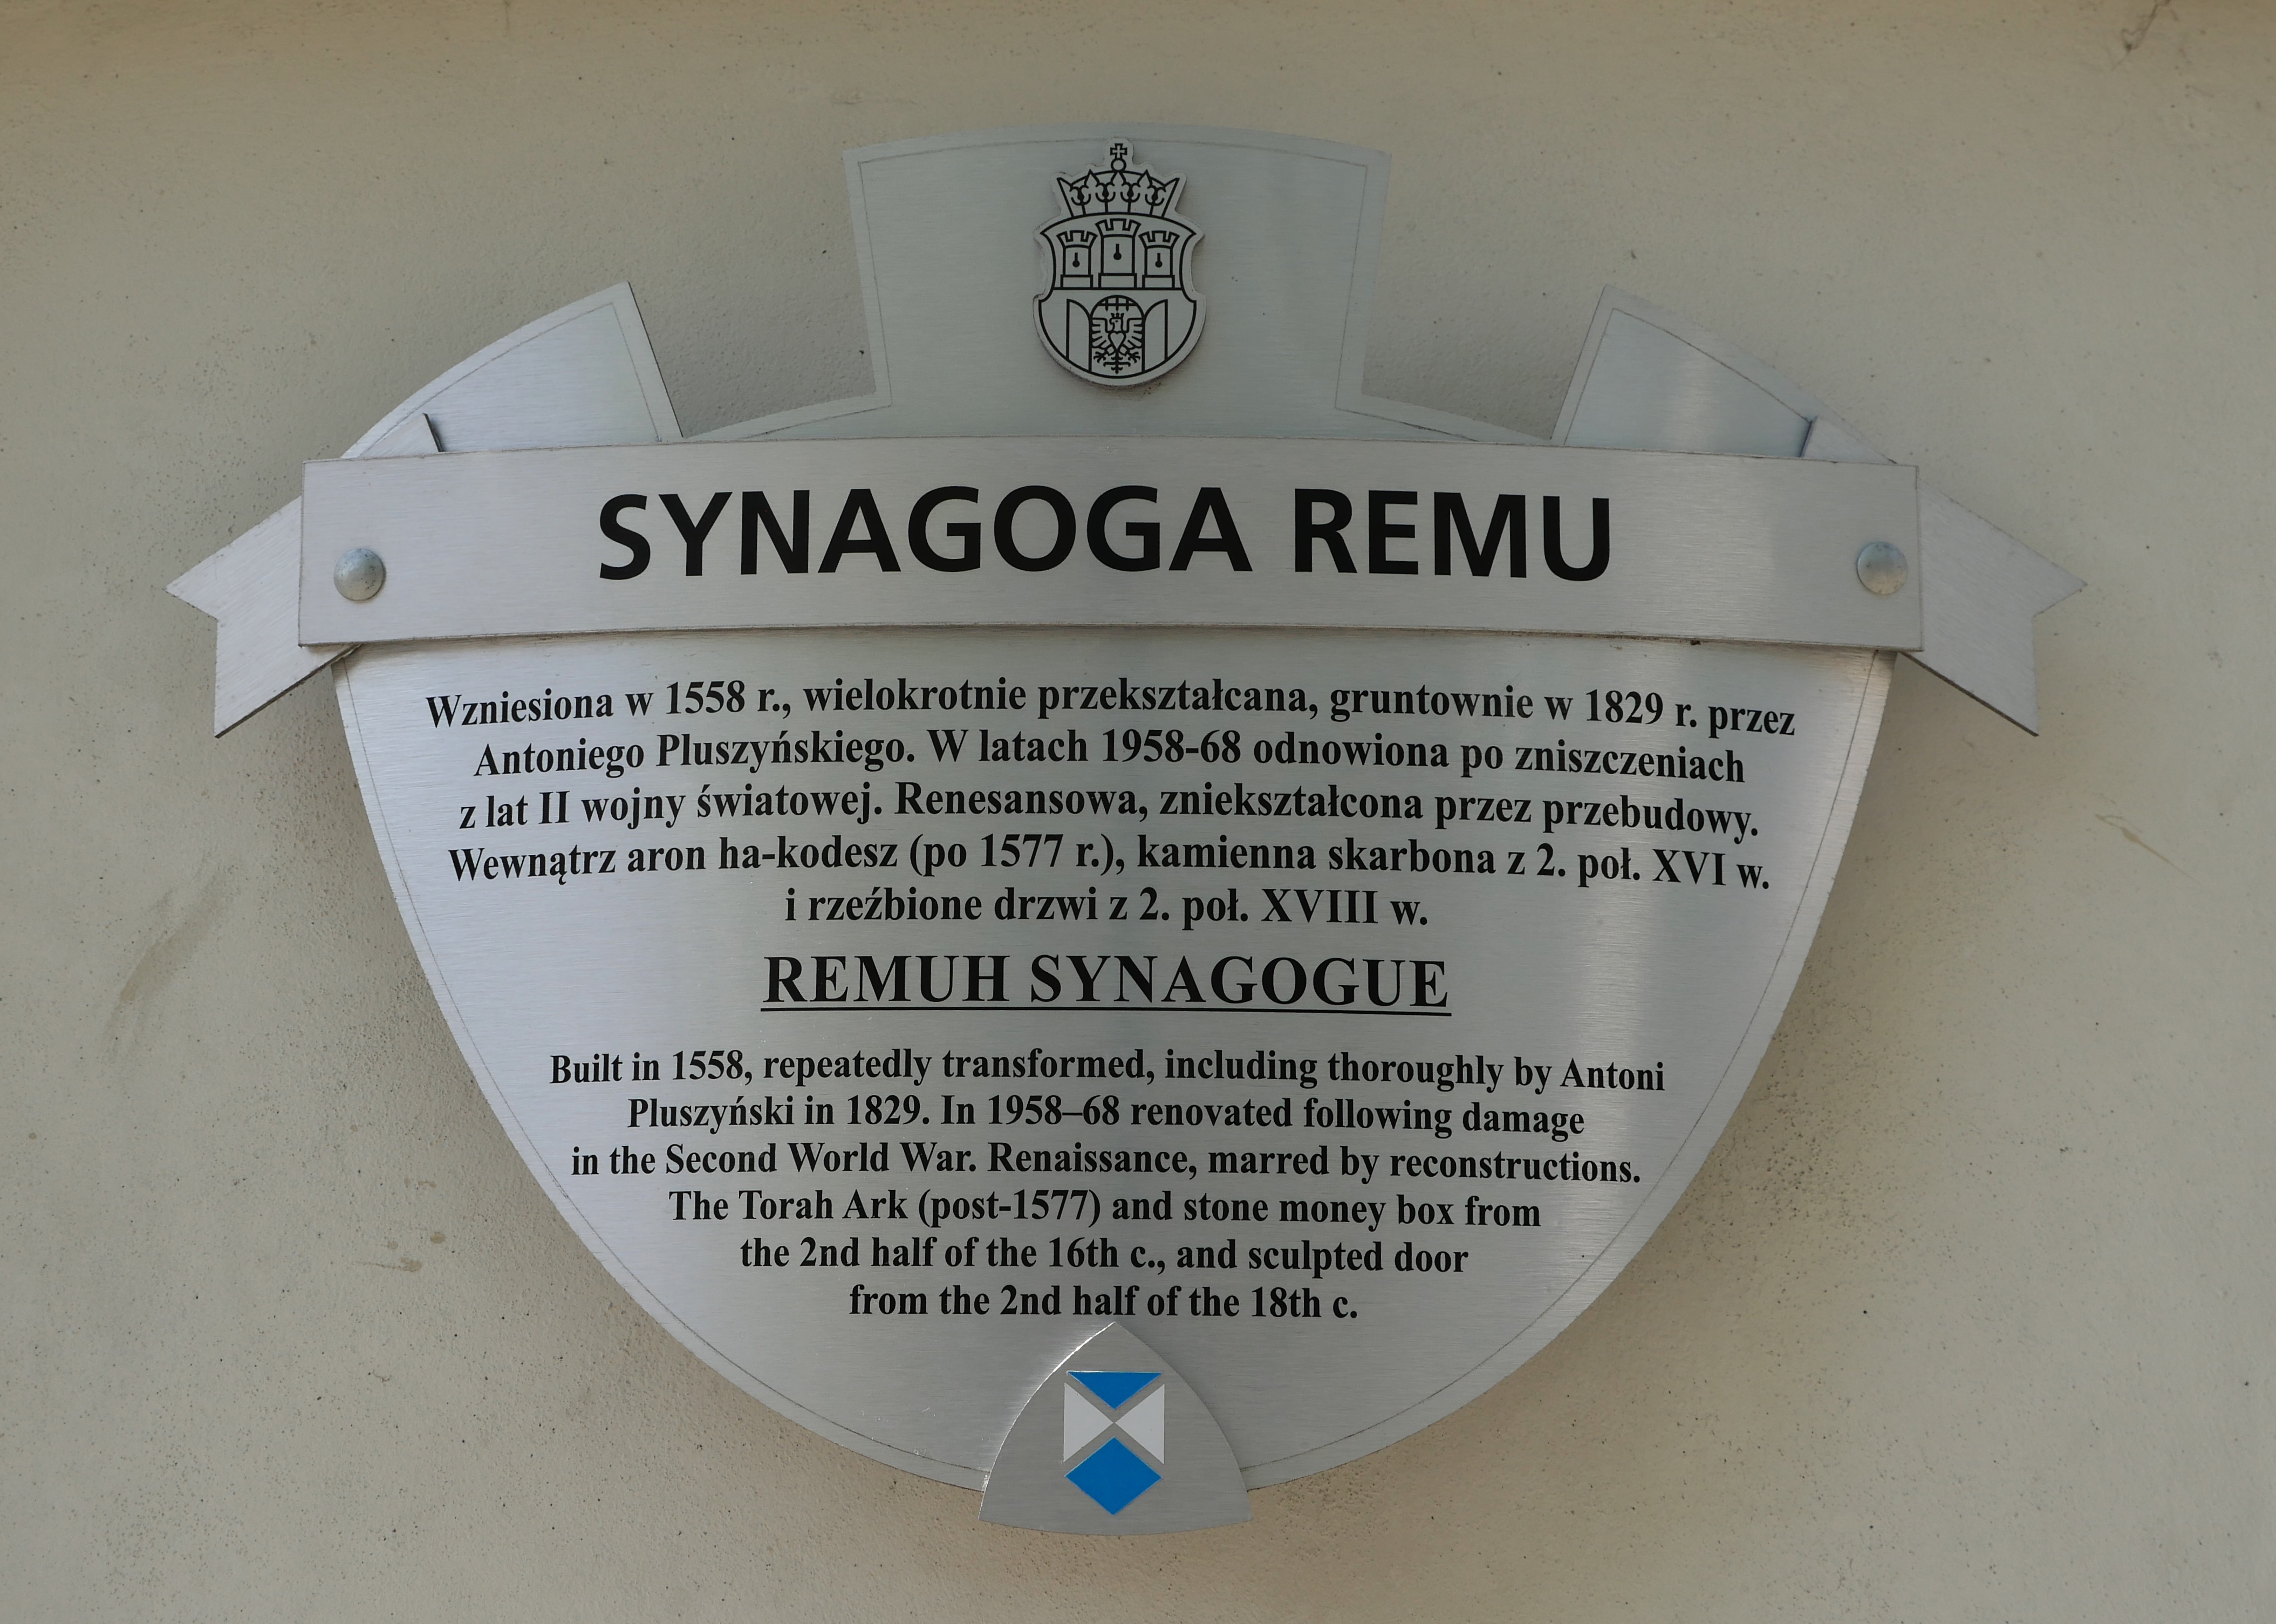 SYNAGOGA REMU
Wzniesiona w 1558 r., wielokrotnie przekształcana, gruntownie w 1829 r. przez
Antoniego Pluszyńskiego. W latach 1958-68 odnowiona po zniszczeniach
z lat II wojny światowej. Renesansowa, zniekształcona przez przebudowy.
Wewnątrz aron ha-kodesz (po 1577 r.), kamienna skarbona z 2. poł. XVI w.
i rzeźbione drzwi z 2. poł. XVIII w.
REMUH SYNAGOGUE
Built in 1558, repeatedly transformed, including thoroughly by Antoni
Pluszyński in 1829. In 1958–68 renovated following damage
in the Second World War. Renaissance, marred by reconstructions.
The Torah Ark (post-1577) and stone money box from
the 2nd half of the 16th c., and sculpted door
from the 2nd half of the 18th c.